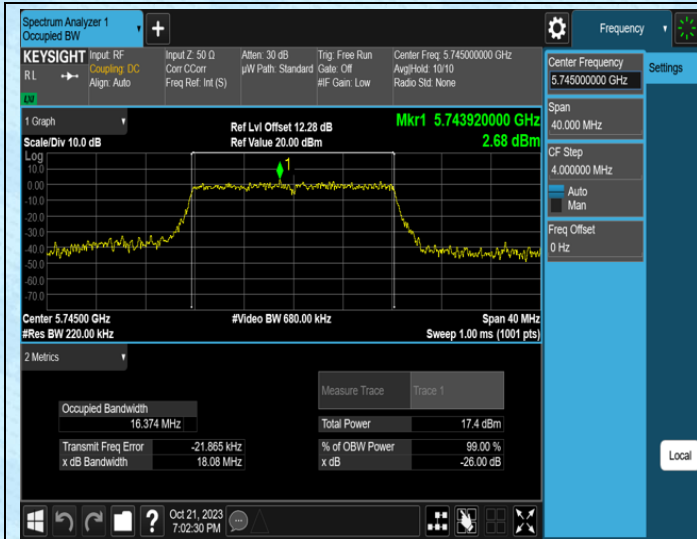 Spectrum Analyzer 1
Occupied BW
Frequency
KEYSIGHT
RL
LXI
Input: RF
Coupling: DC
Align: Auto
Input Z: 50 Ω
Corr CCorr
Freq Ref: Int (S)
Atten: 30 dB
µW Path: Standard
Trig: Free Run
Gate: Off
#IF Gain: Low
Center Freq: 5.745000000 GHz
Avg|Hold: 10/10
Radio Std: None
Center Frequency
5.745000000 GHz
Settings
Span
40.000 MHz
CF Step
4.000000 MHz
Auto
Man
Freq Offset
0 Hz
1 Graph
Scale/Div 10.0 dB
Ref Lvl Offset 12.28 dB
Ref Value 20.00 dBm
Mkr1 5.743920000 GHz
2.68 dBm
Log
10.0
0.00
-10.0
-20.0
-30.0
-40.0
-50.0
-60.0
-70.0
1
Center 5.74500 GHz
#Res BW 220.00 kHz
#Video BW 680.00 kHz
Span 40 MHz
Sweep 1.00 ms (1001 pts)
2 Metrics
Measure Trace
Trace 1
Occupied Bandwidth
16.374 MHz
Total Power
17.4 dBm
Transmit Freq Error
-21.865 kHz
% of OBW Power
99.00 %
x dB Bandwidth
18.08 MHz
x dB
-26.00 dB
Local
?
Oct 21, 2023
7:02:30 PM